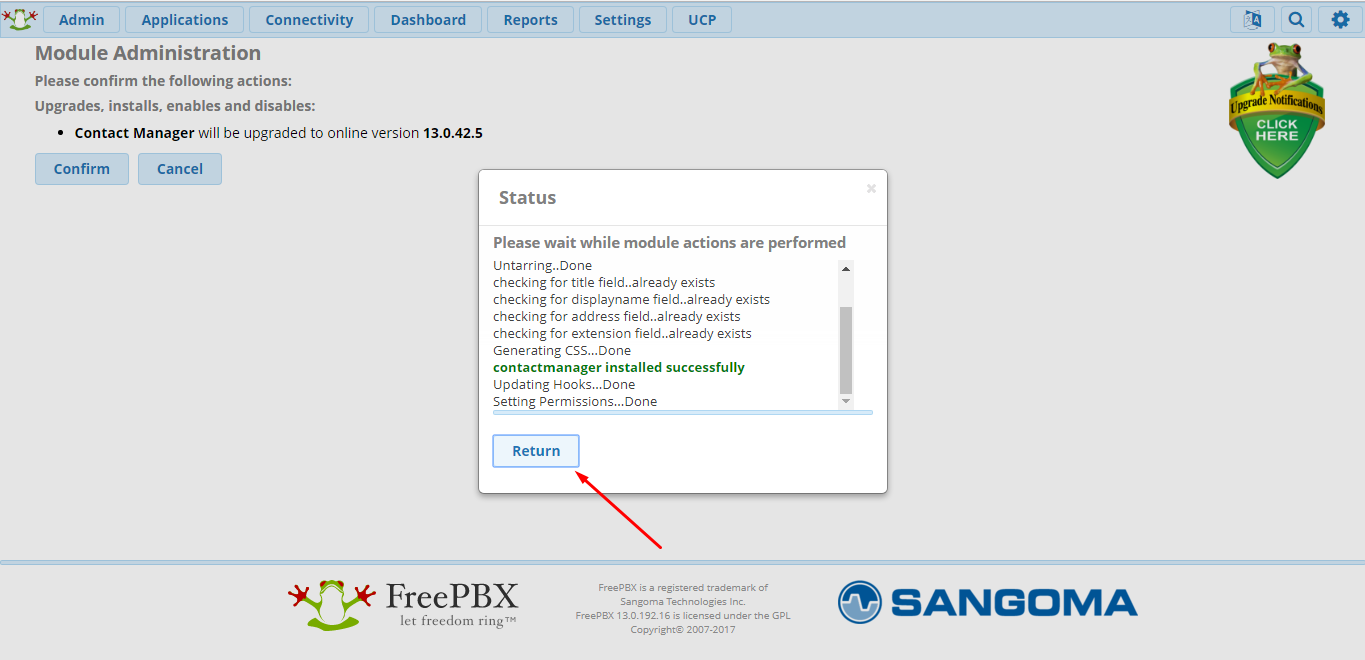 Admin
Applications
Connectivity
Dashboard
Reports
Settings
UCP
Module Administration
Please confirm the following actions:
Upgrades, installs, enables and disables:
Contact Manager will be upgraded to online version 13.0.42.5
Confirm
Cancel
Upgrade Notifications
CLICK
HERE
Status
×
Please wait while module actions are performed
Untarring..Done
checking for title field..already exists
checking for displayname field..already exists
checking for address field..already exists
checking for extension field..already exists
Generating CSS...Done
contactmanager installed successfully
Updating Hooks...Done
Setting Permissions...Done
Return
FreePBX
let freedom ring™
FreePBX is a registered trademark of
Sangoma Technologies Inc.
FreePBX 13.0.192.16 is licensed under the GPL
Copyright© 2007-2017
SANGOMA